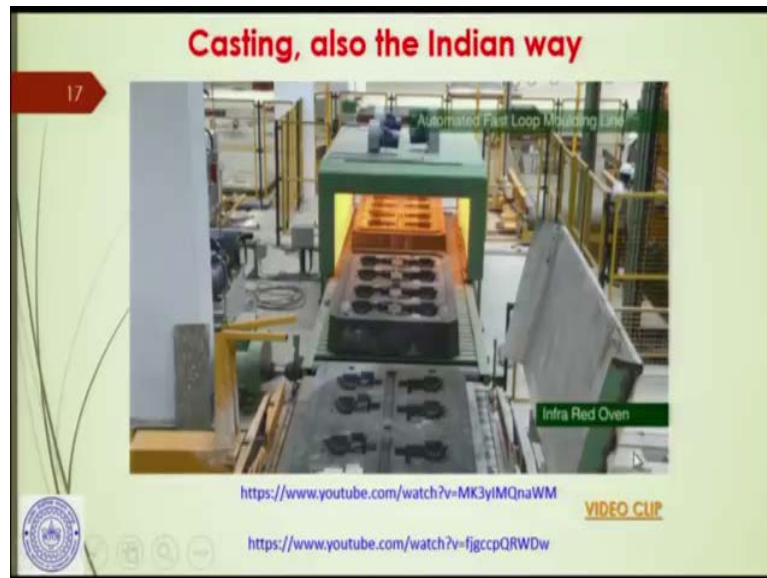 Casting, also the Indian way
17
Automated Fast Loop Moulding Line
Infra Red Oven
https://www.youtube.com/watch?v=MK3yIMQnaWM
VIDEO CLIP
https://www.youtube.com/watch?v=fjgccpQRWDw